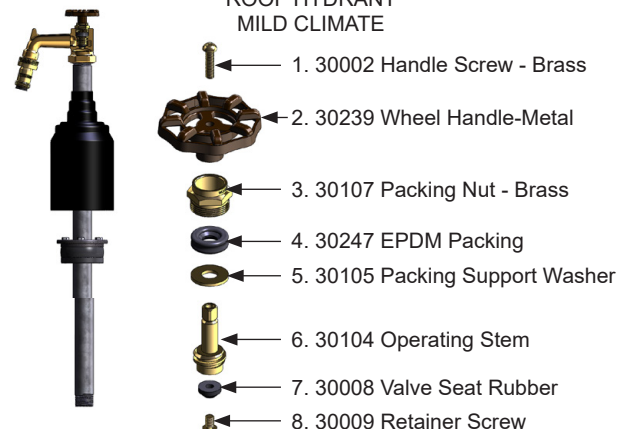 ROOF HYDRANT
MILD CLIMATE
1. 30002 Handle Screw - Brass
2. 30239 Wheel Handle-Metal
3. 30107 Packing Nut - Brass
4. 30247 EPDM Packing
5. 30105 Packing Support Washer
6. 30104 Operating Stem
7. 30008 Valve Seat Rubber
8. 30009 Retainer Screw